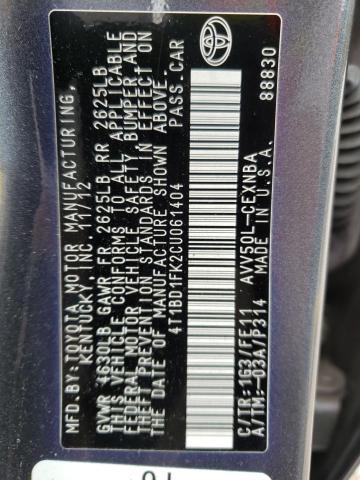 MFD.BY:TOYOTA MOTOR MANUFACTURING,
KENTUCKY, INC. 11/12
GVWR 4630LB GAWR FR 2625LB RR 2625LB
THIS VEHICLE CONFORMS TO ALL APPLICABLE
FEDERAL MOTOR VEHICLE SAFETY, BUMPER AND
THEFT PREVENTION STANDARDS IN EFFECT ON
THE DATE OF MANUFACTURE SHOWN ABOVE.
4T1BD1FK2CU061404 PASS. CAR
AVV50L-CEXNBA
C/TR:1G3/FE11
A/TM:-03A/P314 U.S.A.
88830